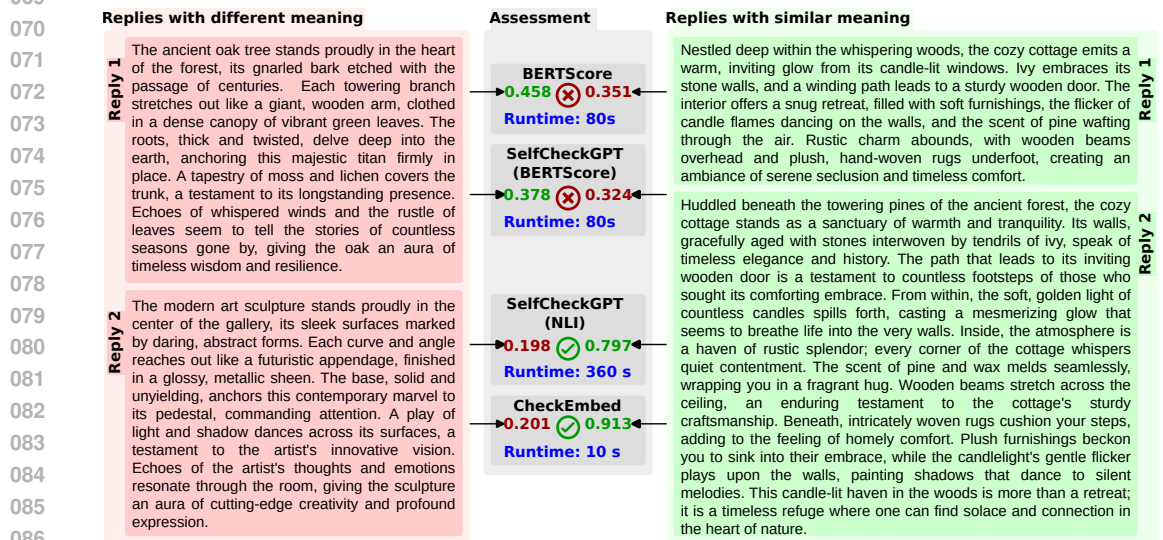 Replies with different meaning
Reply 1
The ancient oak tree stands proudly in the heart
of the forest, its gnarled bark etched with the
passage of centuries. Each towering branch
stretches out like a giant, wooden arm, clothed
in a dense canopy of vibrant green leaves. The
roots, thick and twisted, delve deep into the
earth, anchoring this majestic titan firmly in
place. A tapestry of moss and lichen covers the
trunk, a testament to its longstanding presence.
Echoes of whispered winds and the rustle of
leaves seem to tell the stories of countless
seasons gone by, giving the oak an aura of
timeless wisdom and resilience.
Reply 2
The modern art sculpture stands proudly in the
center of the gallery, its sleek surfaces marked
by daring, abstract forms. Each curve and angle
reaches out like a futuristic appendage, finished
in a glossy, metallic sheen. The base, solid and
unyielding, anchors this contemporary marvel to
its pedestal, commanding attention. A play of
light and shadow dances across its surfaces, a
testament to the artist's innovative vision.
Echoes of the artist's thoughts and emotions
resonate through the room, giving the sculpture
an aura of cutting-edge creativity and profound
expression.
Assessment
BERTScore
0.458 0.351
Runtime: 80s
SelfCheckGPT
(BERTScore)
0.378 0.324
Runtime: 80s
SelfCheckGPT
(NLI)
0.198 0.797
Runtime: 360 s
CheckEmbed
0.201 0.913
Runtime: 10 s
Replies with similar meaning
Reply 1
Nestled deep within the whispering woods, the cozy cottage emits a
warm, inviting glow from its candle-lit windows. Ivy embraces its
stone walls, and a winding path leads to a sturdy wooden door. The
interior offers a snug retreat, filled with soft furnishings, the flicker of
candle flames dancing on the walls, and the scent of pine wafting
through the air. Rustic charm abounds, with wooden beams
overhead and plush, hand-woven rugs underfoot, creating an
ambiance of serene seclusion and timeless comfort.
Reply 2
Huddled beneath the towering pines of the ancient forest, the cozy
cottage stands as a sanctuary of warmth and tranquility. Its walls,
gracefully aged with stones interwoven by tendrils of ivy, speak of
timeless elegance and history. The path that leads to its inviting
wooden door is a testament to countless footsteps of those who
sought its comforting embrace. From within, the soft, golden light of
countless candles spills forth, casting a mesmerizing glow that
seems to breathe life into the very walls. Inside, the atmosphere is
a haven of rustic splendor; every corner of the cottage whispers
quiet contentment. The scent of pine and wax melds seamlessly,
wrapping you in a fragrant hug. Wooden beams stretch across the
ceiling, an enduring testament to the cottage's sturdy
craftsmanship. Beneath, intricately woven rugs cushion your steps,
adding to the feeling of homely comfort. Plush furnishings beckon
you to sink into their embrace, while the candlelight's gentle flicker
plays upon the walls, painting shadows that dance to silent
melodies. This candle-lit haven in the woods is more than a retreat;
it is a timeless refuge where one can find solace and connection in
the heart of nature.
070
071
072
073
074
075
076
077
078
079
080
081
082
083
084
085
086